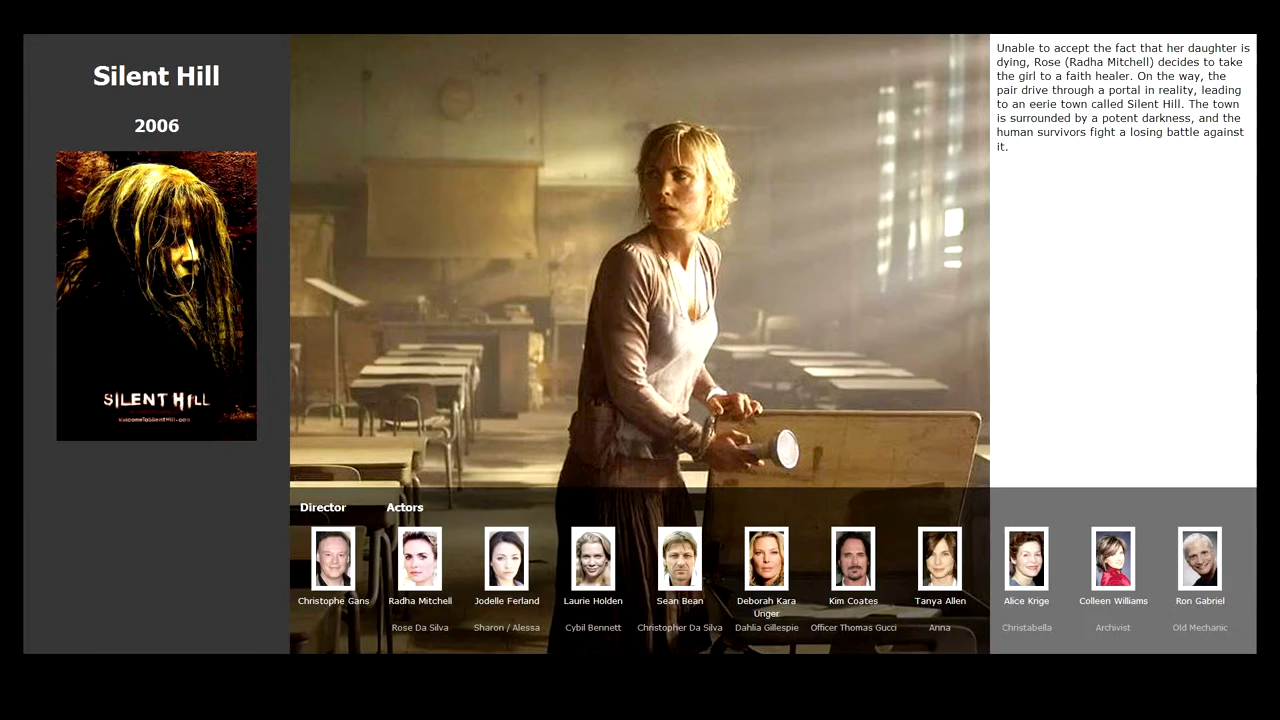 Silent Hill
2006
SILENT HILL
Unable to accept the fact that her daughter is
dying, Rose (Radha Mitchell) decides to take
the girl to a faith healer. On the way, the
pair drive through a portal in reality, leading
to an eerie town called Silent Hill. The town
is surrounded by a potent darkness, and the
human survivors fight a losing battle against
it.
Director Actors
Christophe Gans Radha Mitchell Jodelle Ferland Laurie Holden Sean Bean Deborah Kara Kim Coates Tanya Allen Alice Krige Colleen Williams Ron Gabriel
Unger
Rose Da Silva Sharon / Alessa Cybil Bennett Christopher Da Silva Dahlia Gillespie Officer Thomas Gucci Anna Christabella Archivist Old Mechanic